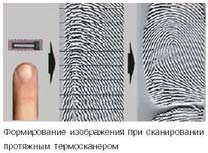 Формирование изображения при сканировании
протяжным термосканером